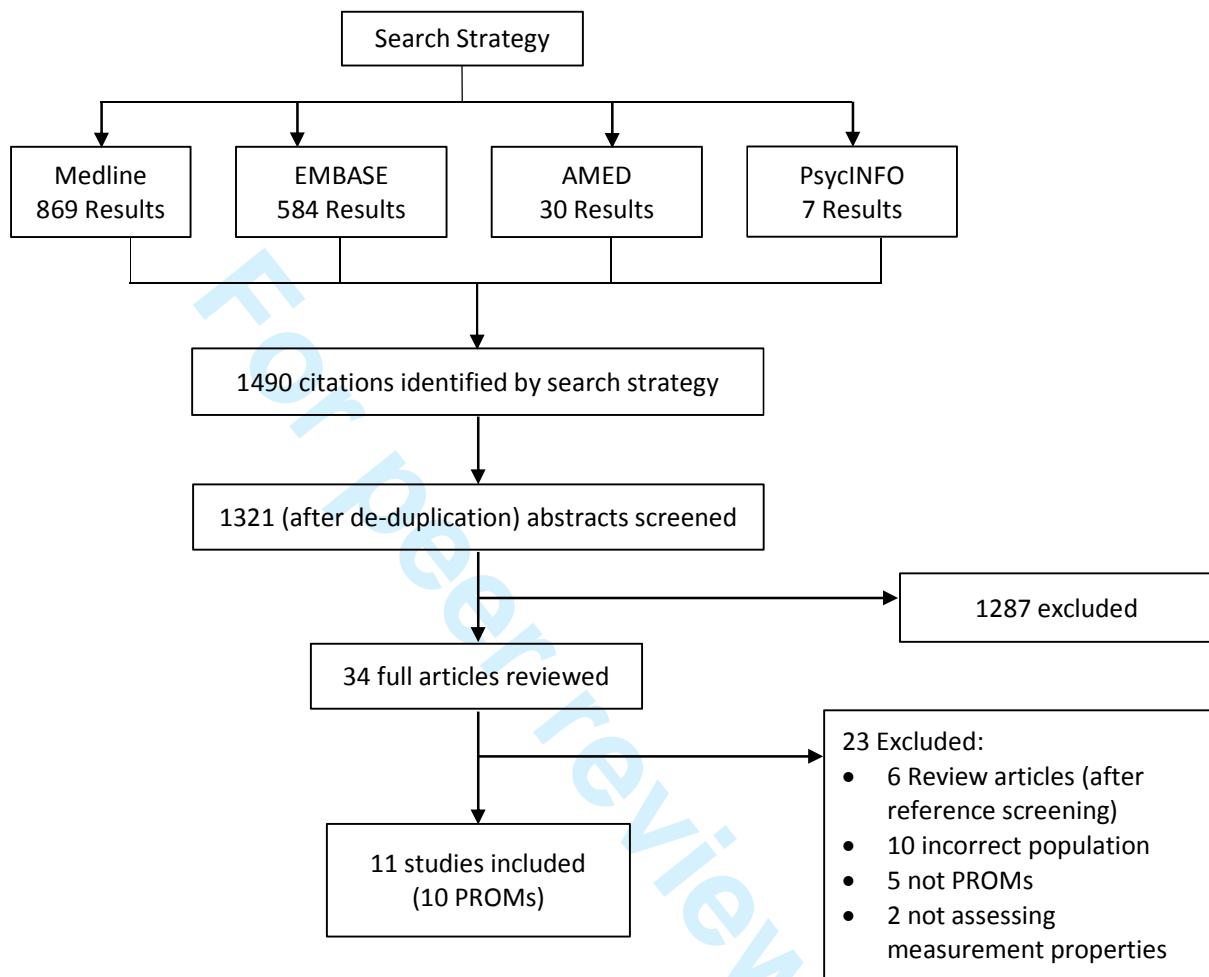 Search Strategy
Medline
869 Results
EMBASE
584 Results
AMED
30 Results
PsycINFO
7 Results
1490 citations identified by search strategy
1321 (after de-duplication) abstracts screened
1287 excluded
34 full articles reviewed
23 Excluded:
• 6 Review articles (after
reference screening)
• 10 incorrect population
• 5 not PROMs
• 2 not assessing
measurement properties
11 studies included
(10 PROMs)
For peer review